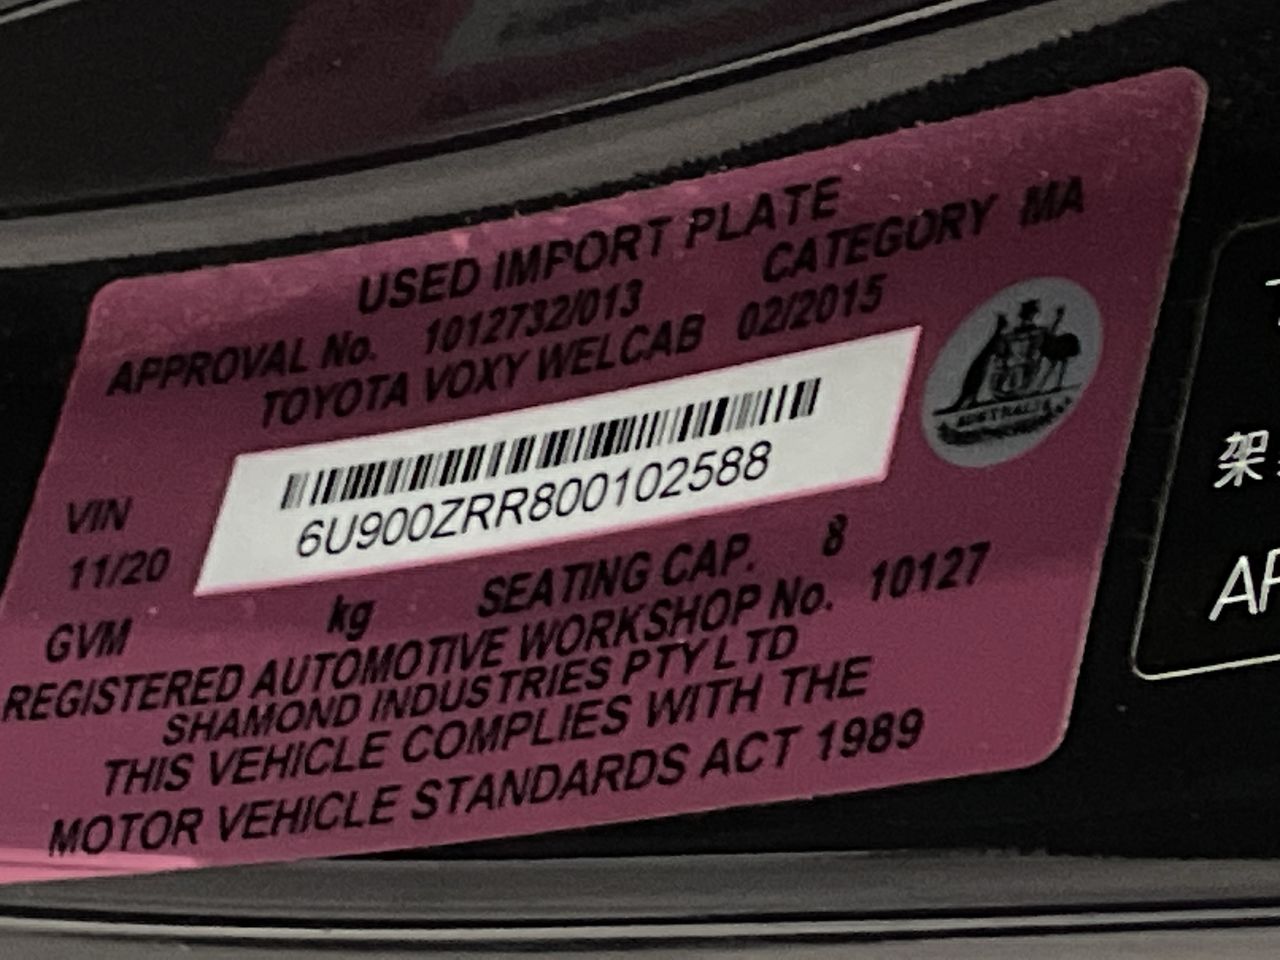 USED IMPORT PLATE
APPROVAL No. 1012732/013 CATEGORY MA
TOYOTA VOXY WELCAB 02/2015
VIN 6U900ZRR800102588
11/20
GVM kg SEATING CAP. 8
REGISTERED AUTOMOTIVE WORKSHOP No. 10127
SHAMOND INDUSTRIES PTY LTD
THIS VEHICLE COMPLIES WITH THE
MOTOR VEHICLE STANDARDS ACT 1989
AUSTRALIA
架